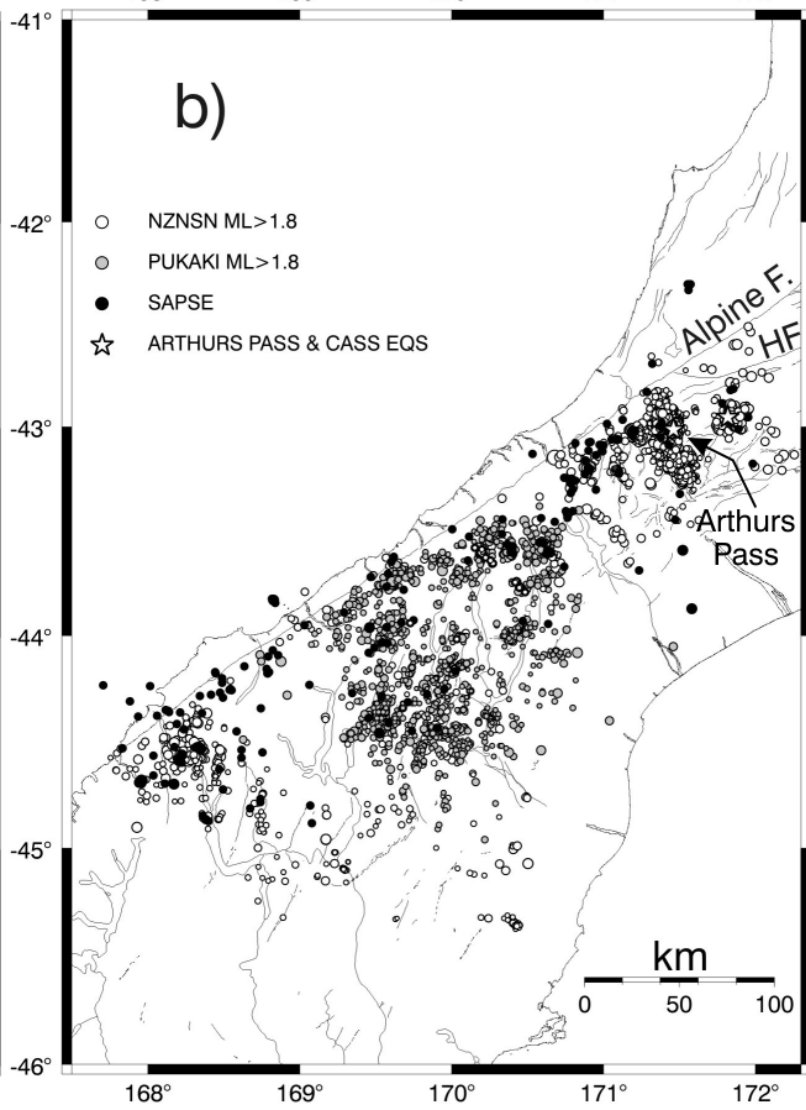 -41°
b)
-42°
NZNSN ML>1.8
PUKAKI ML>1.8
SAPSE
ARTHURS PASS & CASS EQS
Alpine F.
HF
-43°
Arthurs
Pass
-44°
-45°
km
0 50 100
-46°
168° 169° 170° 171° 172°